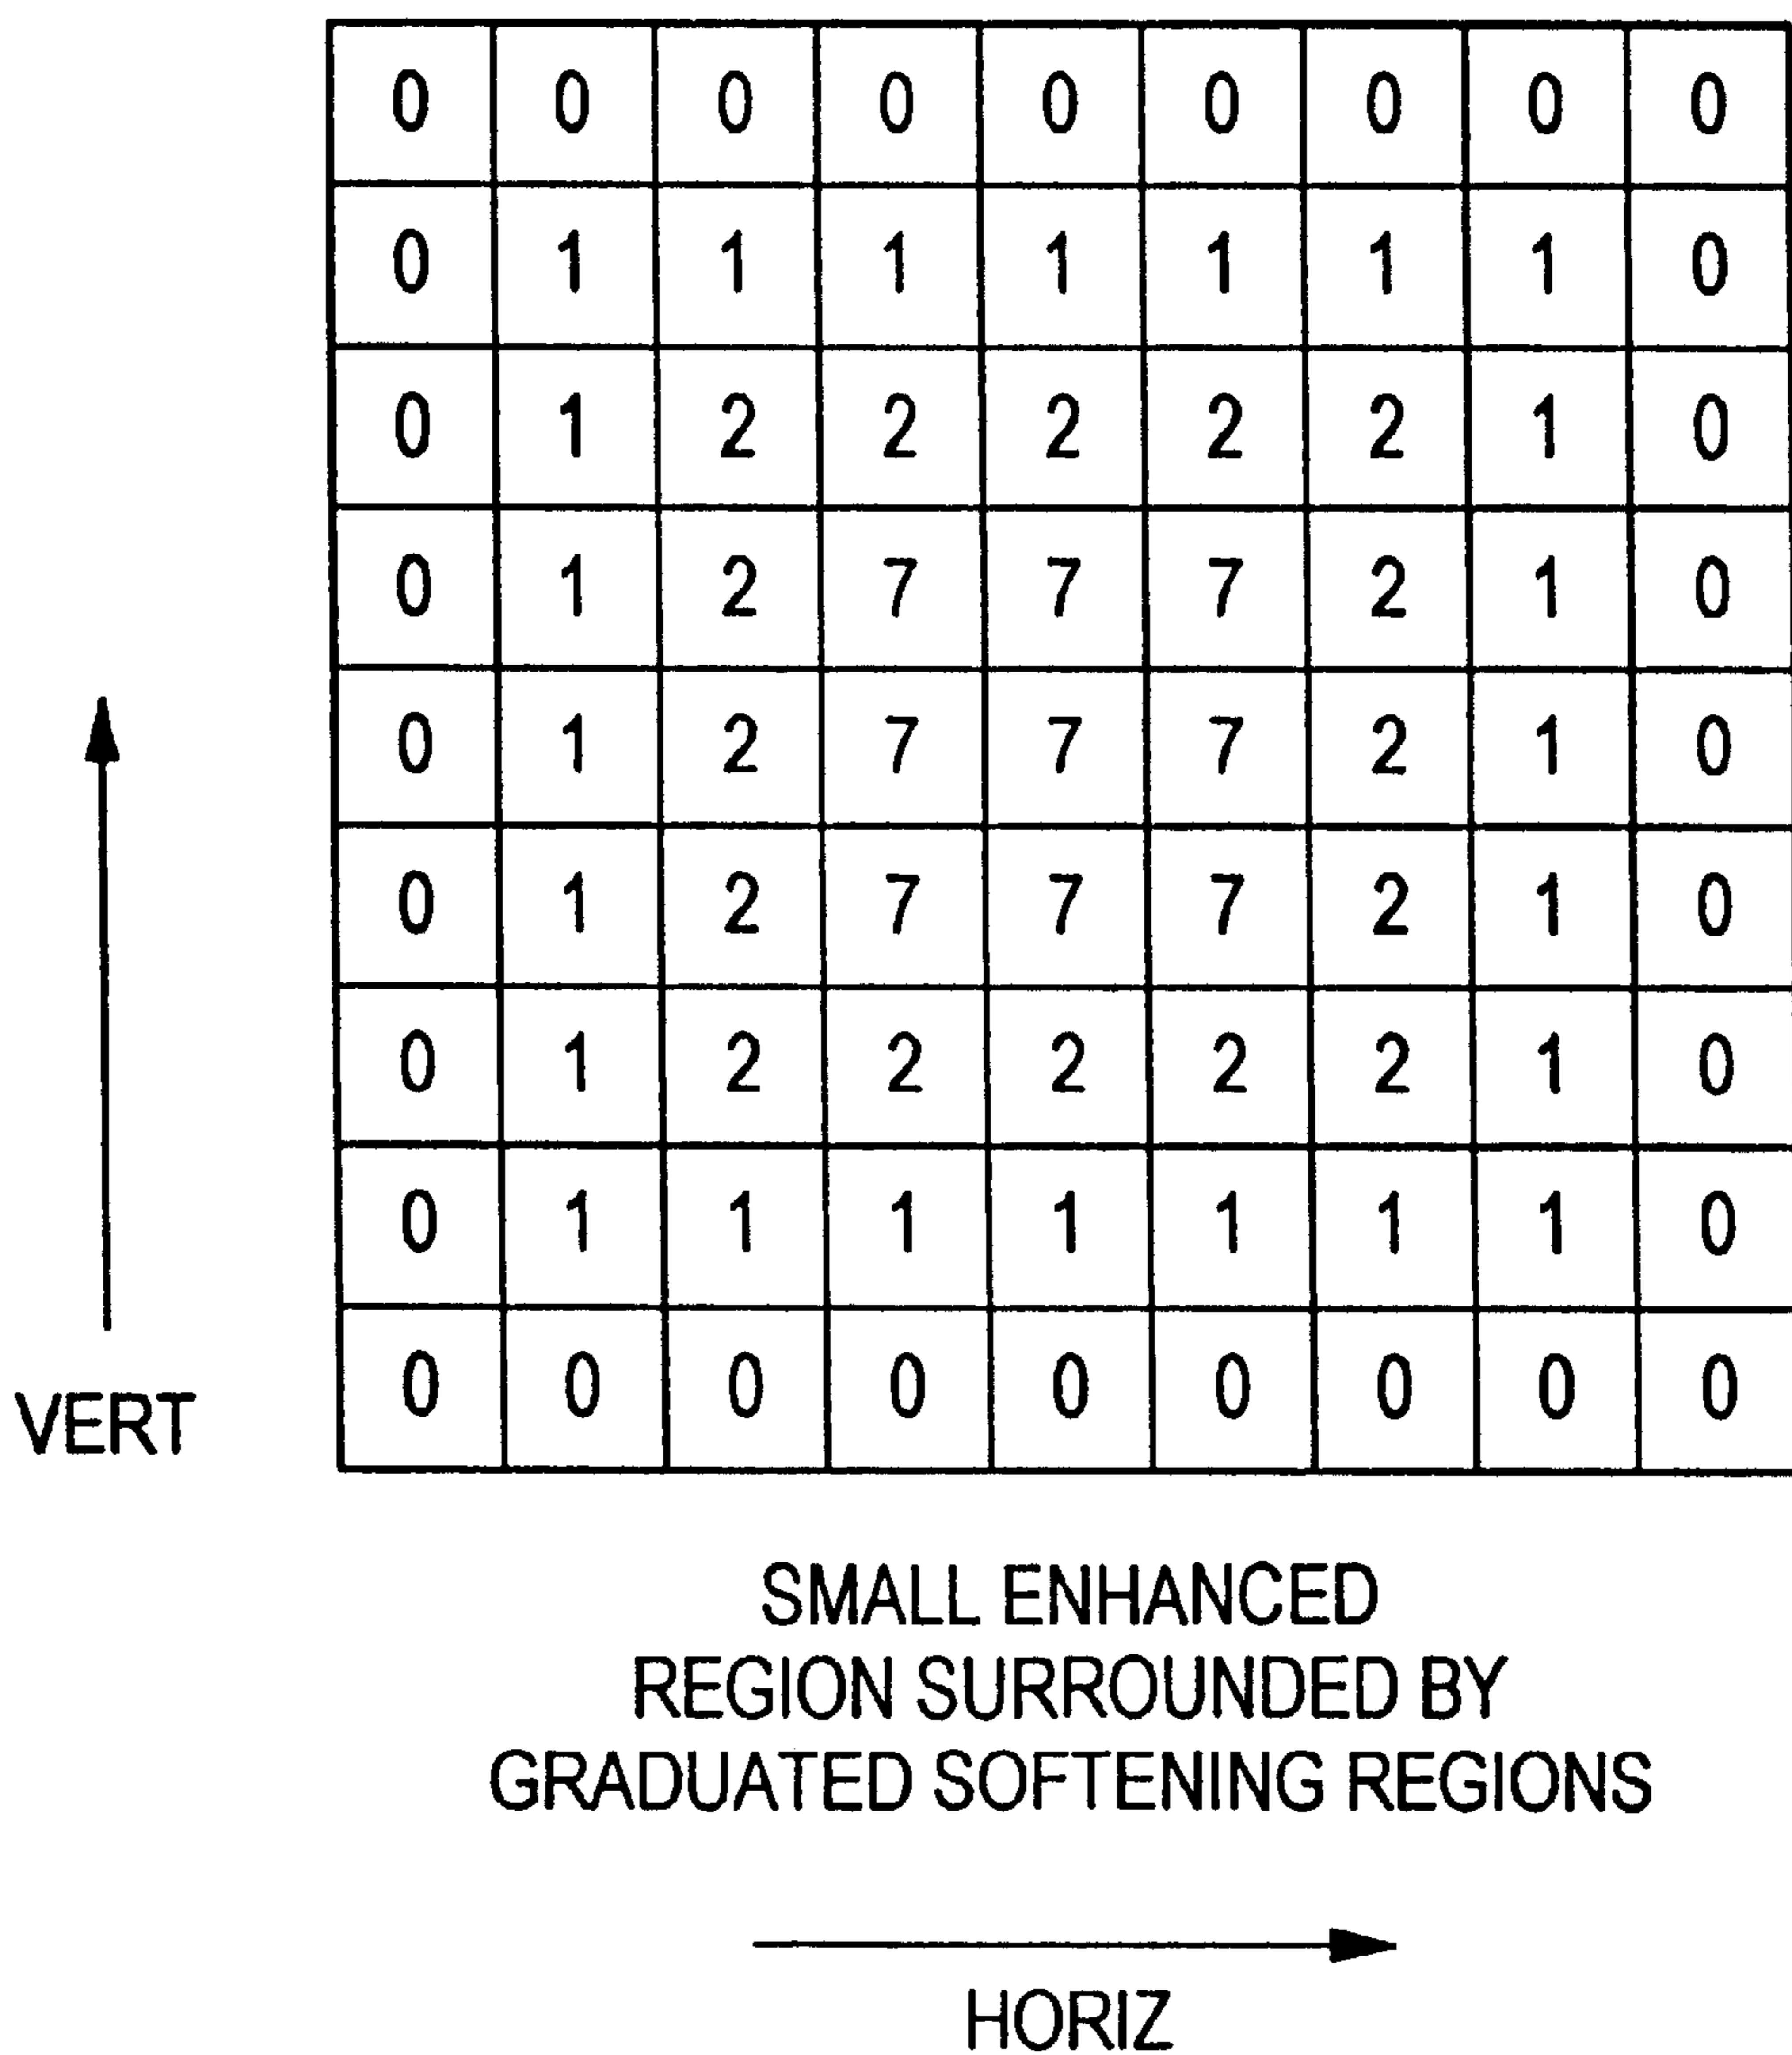 0 0 0 0 0 0 0 0 0
0 1 1 1 1 1 1 1 0
0 1 2 2 2 2 2 1 0
0 1 2 7 7 7 2 1 0
0 1 2 7 7 7 2 1 0
0 1 2 7 7 7 2 1 0
0 1 2 2 2 2 2 1 0
0 1 1 1 1 1 1 1 0
0 0 0 0 0 0 0 0 0
VERT
SMALL ENHANCED
REGION SURROUNDED BY
GRADUATED SOFTENING REGIONS
HORIZ